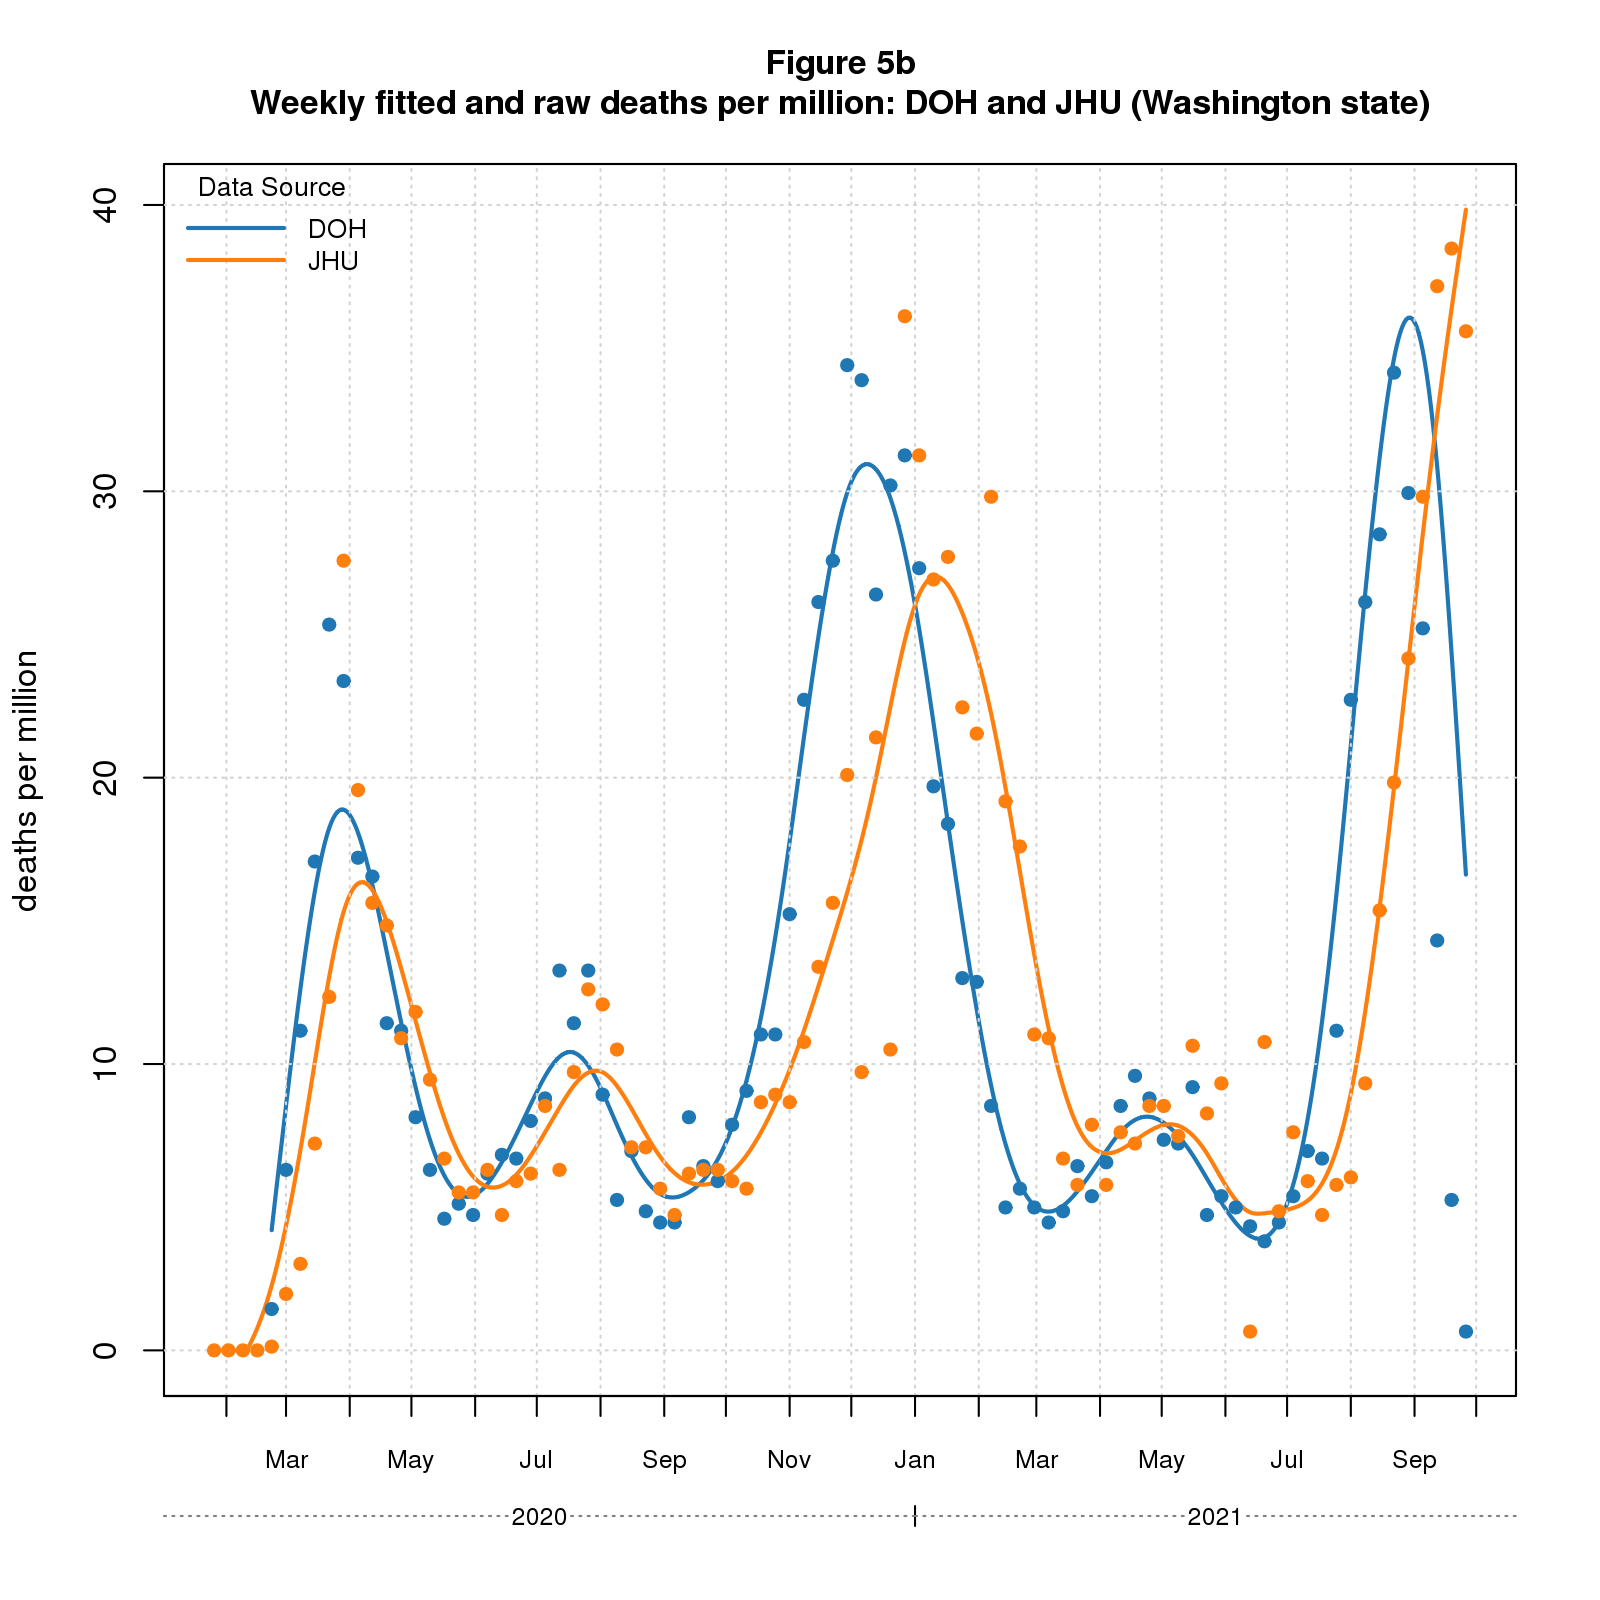 Figure 5b
Weekly fitted and raw deaths per million: DOH and JHU (Washington state)
Data Source
DOH
JHU
deaths per million
40
30
20
10
0
Mar May Jul Sep Nov Jan Mar May Jul Sep
2020 2021